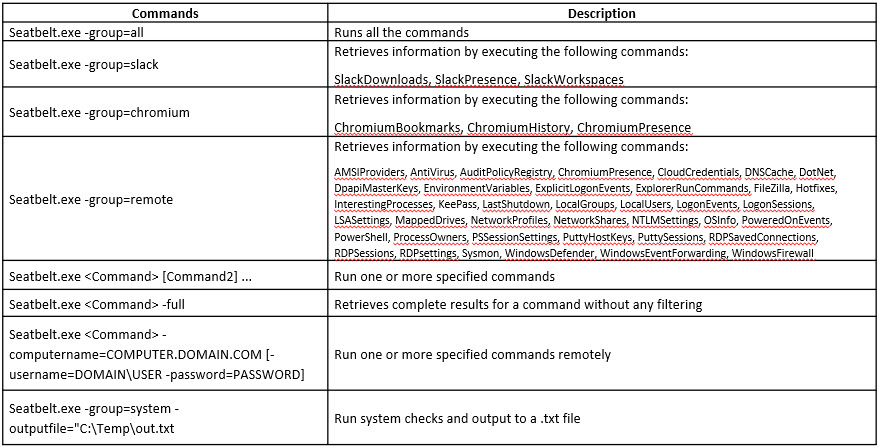 Commands
Description
Seatbelt.exe -group=all
Runs all the commands
Seatbelt.exe -group=slack
Retrieves information by executing the following commands:
SlackDownloads, SlackPresence, SlackWorkspaces
Seatbelt.exe -group=chromium
Retrieves information by executing the following commands:
ChromiumBookmarks, ChromiumHistory, ChromiumPresence
Seatbelt.exe -group=remote
Retrieves information by executing the following commands:
AMSIProviders, AntiVirus, AuditPolicyRegistry, ChromiumPresence, CloudCredentials, DNSCache, DotNet,
DpapiMasterKeys, EnvironmentVariables, ExplicitLogonEvents, ExplorerRunCommands, FileZilla, Hotfixes,
InterestingProcesses, KeePass, LastShutdown, LocalGroups, LocalUsers, LogonEvents, LogonSessions,
LSASettings, MappedDrives, NetworkProfiles, NetworkShares, NTLMSettings, OSInfo, PoweredOnEvents,
PowerShell, ProcessOwners, PSSessionSettings, PuttyHostKeys, PuttySessions, RDPSavedConnections,
RDPSessions, RDPsettings, Sysmon, WindowsDefender, WindowsEventForwarding, WindowsFirewall
Seatbelt.exe <Command> [Command2] ...
Run one or more specified commands
Seatbelt.exe <Command> -full
Retrieves complete results for a command without any filtering
Seatbelt.exe <Command> -
computername=COMPUTER.DOMAIN.COM [-
username=DOMAIN\USER -password=PASSWORD]
Run one or more specified commands remotely
Seatbelt.exe -group=system -
outputfile="C:\Temp\out.txt
Run system checks and output to a .txt file